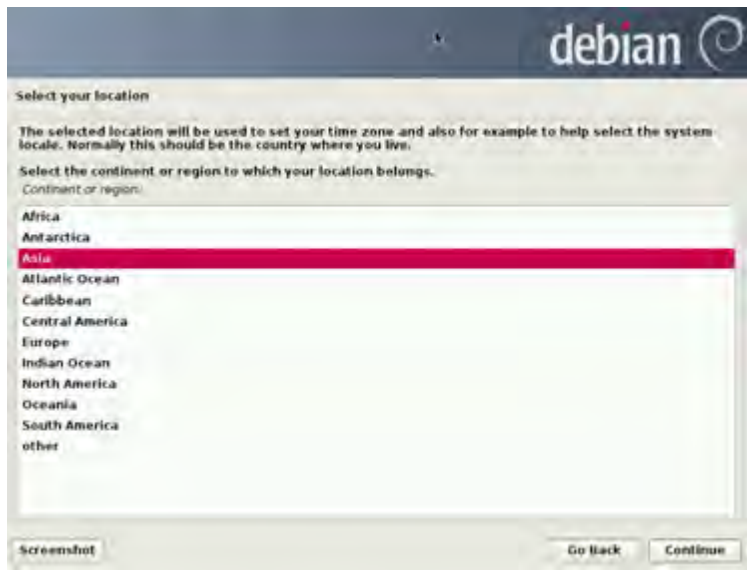 debian
Select your location
The selected location will be used to set your time zone and also for example to help select the system
locale. Normally this should be the country where you live.
Select the continent or region to which your location belongs.
Continent or region:
Africa
Antarctica
Asia
Atlantic Ocean
Caribbean
Central America
Europe
Indian Ocean
North America
Oceania
South America
other
Screenshot
Go Back
Continue